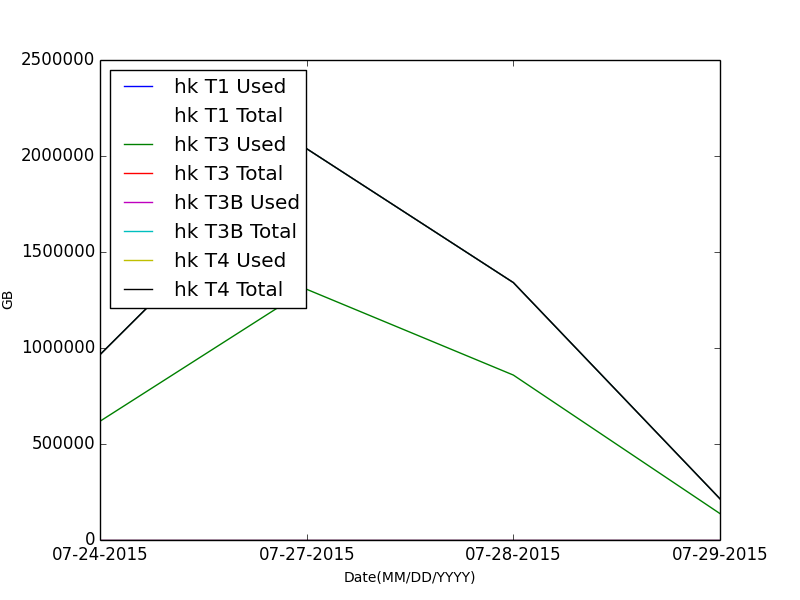 2500000
2000000
1500000
1000000
500000
0
GB
hk T1 Used
hk T1 Total
hk T3 Used
hk T3 Total
hk T3B Used
hk T3B Total
hk T4 Used
hk T4 Total
07-24-2015
07-27-2015
07-28-2015
07-29-2015
Date(MM/DD/YYYY)